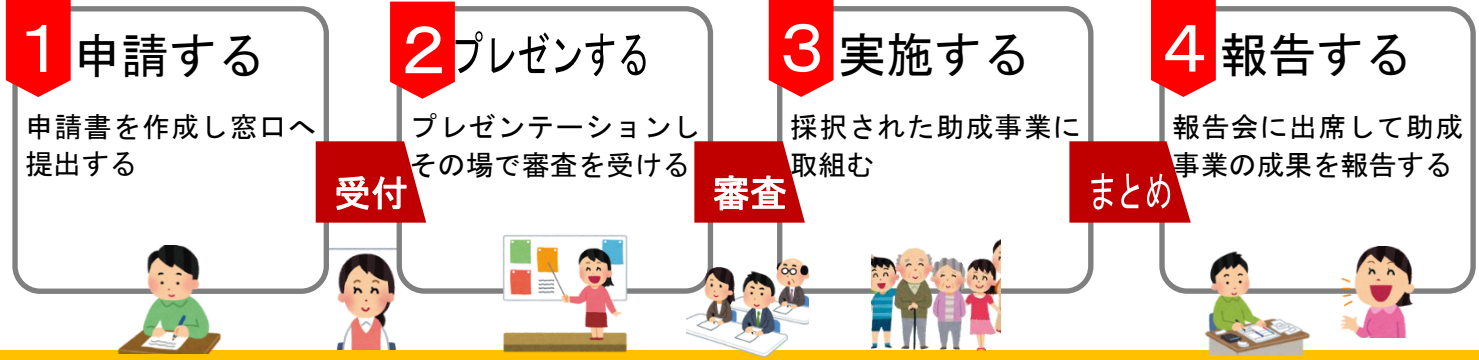 1 申請する
申請書を作成し窓口へ
提出する
受付
2 プレゼンする
プレゼンテーションし
その場で審査を受ける
審査
3 実施する
採択された助成事業に
取組む
まとめ
4 報告する
報告会に出席して助成
事業の成果を報告する